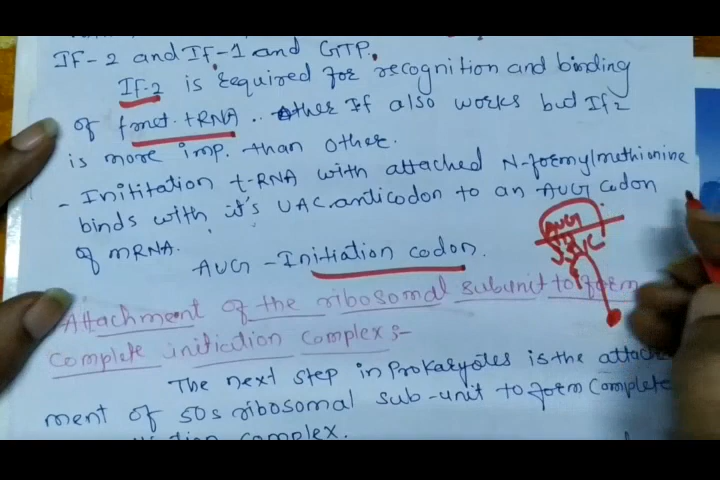 IF-2 and If-1 and GTP.
If-2 is required for recognition and binding
of fmet.tRNA.. other If also works but If2
is more imp. than other.
- Inititation t-RNA with attached N-formylmethionine
binds with it's UAC anticodon to an AUG codon
of mRNA.
AUG - Initiation codon.
AUG
Attachment of the ribosomal subunit to form
complete initiation complex:-
The next step in Prokaryotes is the attach
ment of 50s ribosomal sub-unit to form Complete
complex.